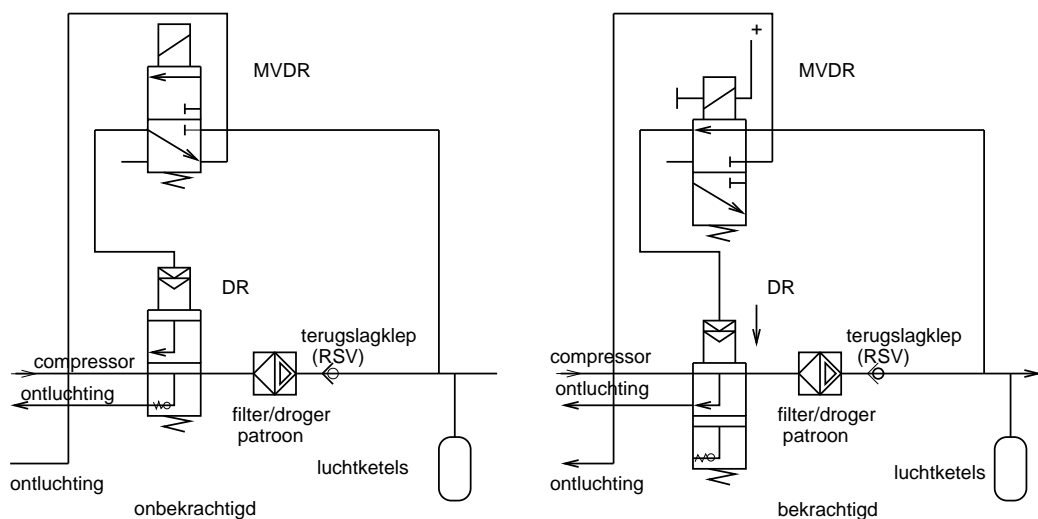 MVDR
DR
terugslagklep
(RSV)
compressor
ontluchting
filter/droger
patroon
luchtketels
ontluchting
onbekrachtigd
+
MVDR
DR
terugslagklep
(RSV)
compressor
ontluchting
filter/droger
patroon
luchtketels
ontluchting
bekrachtigd